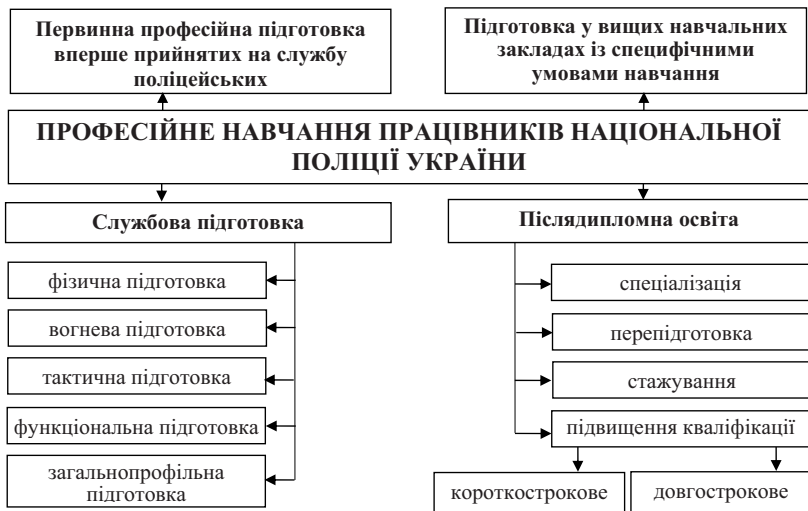 Первинна професійна підготовка
вперше прийнятих на службу
поліцейських
Підготовка у вищих навчальних
закладах із специфічними
умовами навчання
ПРОФЕСІЙНЕ НАВЧАННЯ ПРАЦІВНИКІВ НАЦІОНАЛЬНОЇ
ПОЛІЦІЇ УКРАЇНИ
Службова підготовка
фізична підготовка
вогнева підготовка
тактична підготовка
функціональна підготовка
загальнопрофільна
підготовка
Післядипломна освіта
спеціалізація
перепідготовка
стажування
підвищення кваліфікації
короткострокове
довгострокове